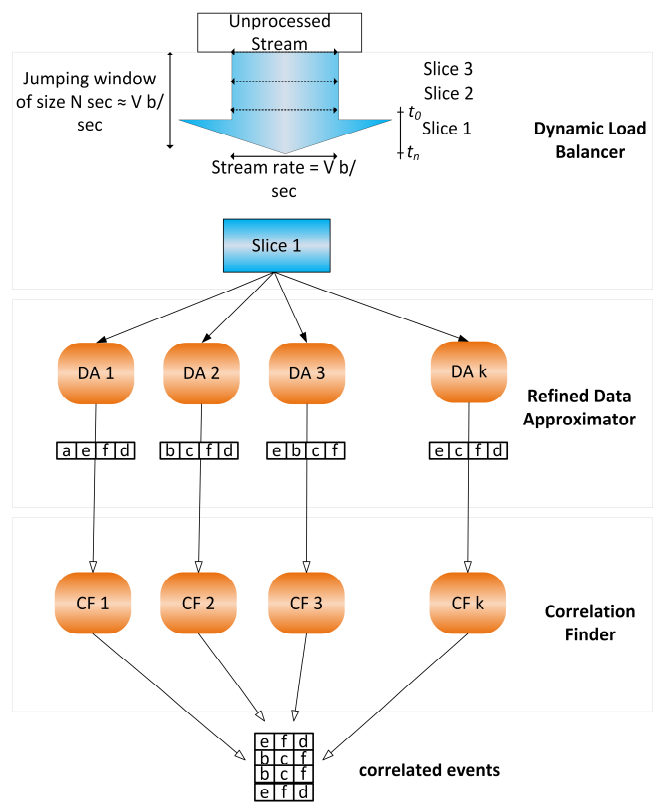 Unprocessed
Stream
Jumping window
of size N sec ≈ V b/
sec
Slice 3
Slice 2
t0
Slice 1
tn
Dynamic Load
Balancer
Stream rate = V b/
sec
Slice 1
DA 1 DA 2 DA 3 DA k
Refined Data
Approximator
a e f d b c f d e b c f e c f d
CF 1 CF 2 CF 3 CF k
Correlation
Finder
e f d
b c f
b c f
e f d
correlated events